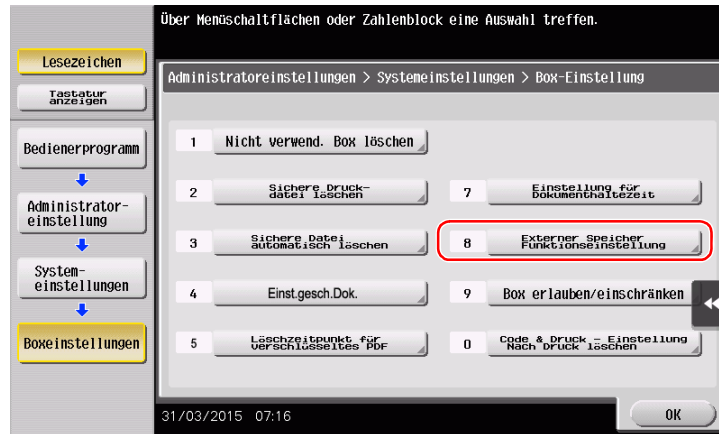 Über Menüschaltflächen oder Zahlenblock eine Auswahl treffen.
Lesezeichen
Tastatur
anzeigen
Bedienerprogramm
Administrator-
einstellung
System-
einstellungen
Boxeinstellungen
Administratoreinstellungen > Systemeinstellungen > Box-Einstellung
1 Nicht verwend. Box löschen
2 Sichere Druck-
datei löschen
3 Sichere Datei
automatisch löschen
4 Einst.gesch.Dok.
5 Löschzeitpunkt für
verschlüsseltes PDF
7 Einstellung für
Dokumenthaltezeit
8 Externer Speicher
Funktionseinstellung
9 Box erlauben/einschränken
0 Code & Druck - Einstellung
Nach Druck löschen
31/03/2015 07:16
OK